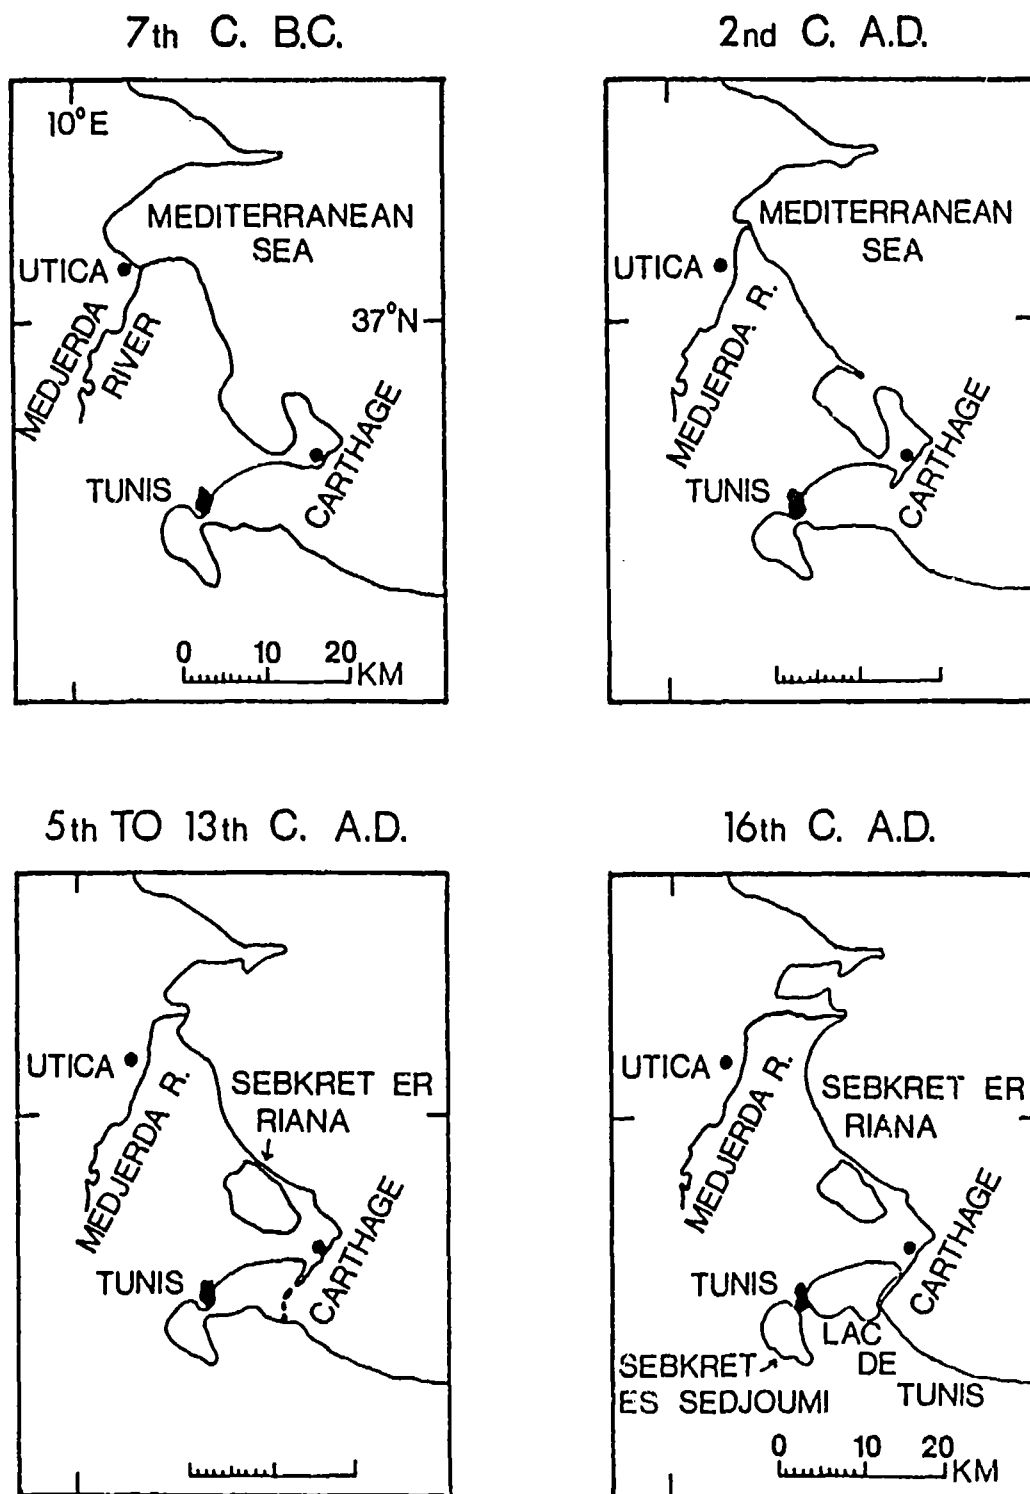 7th C. B.C.
10°E
MEDITERRANEAN
SEA
UTICA
37°N
MEDJERDA
RIVER
CARTHAGE
TUNIS
0 10 20
KM
2nd C. A.D.
MEDITERRANEAN
SEA
UTICA
MEDJERDA R.
CARTHAGE
TUNIS
5th TO 13th C. A.D.
UTICA
SEBKRET ER
RIANA
MEDJERDA R.
CARTHAGE
TUNIS
16th C. A.D.
UTICA
SEBKRET ER
RIANA
MEDJERDA R.
CARTHAGE
TUNIS
LAC
DE
TUNIS
SEBKRET
ES SEDJOUMI
0 10 20
KM